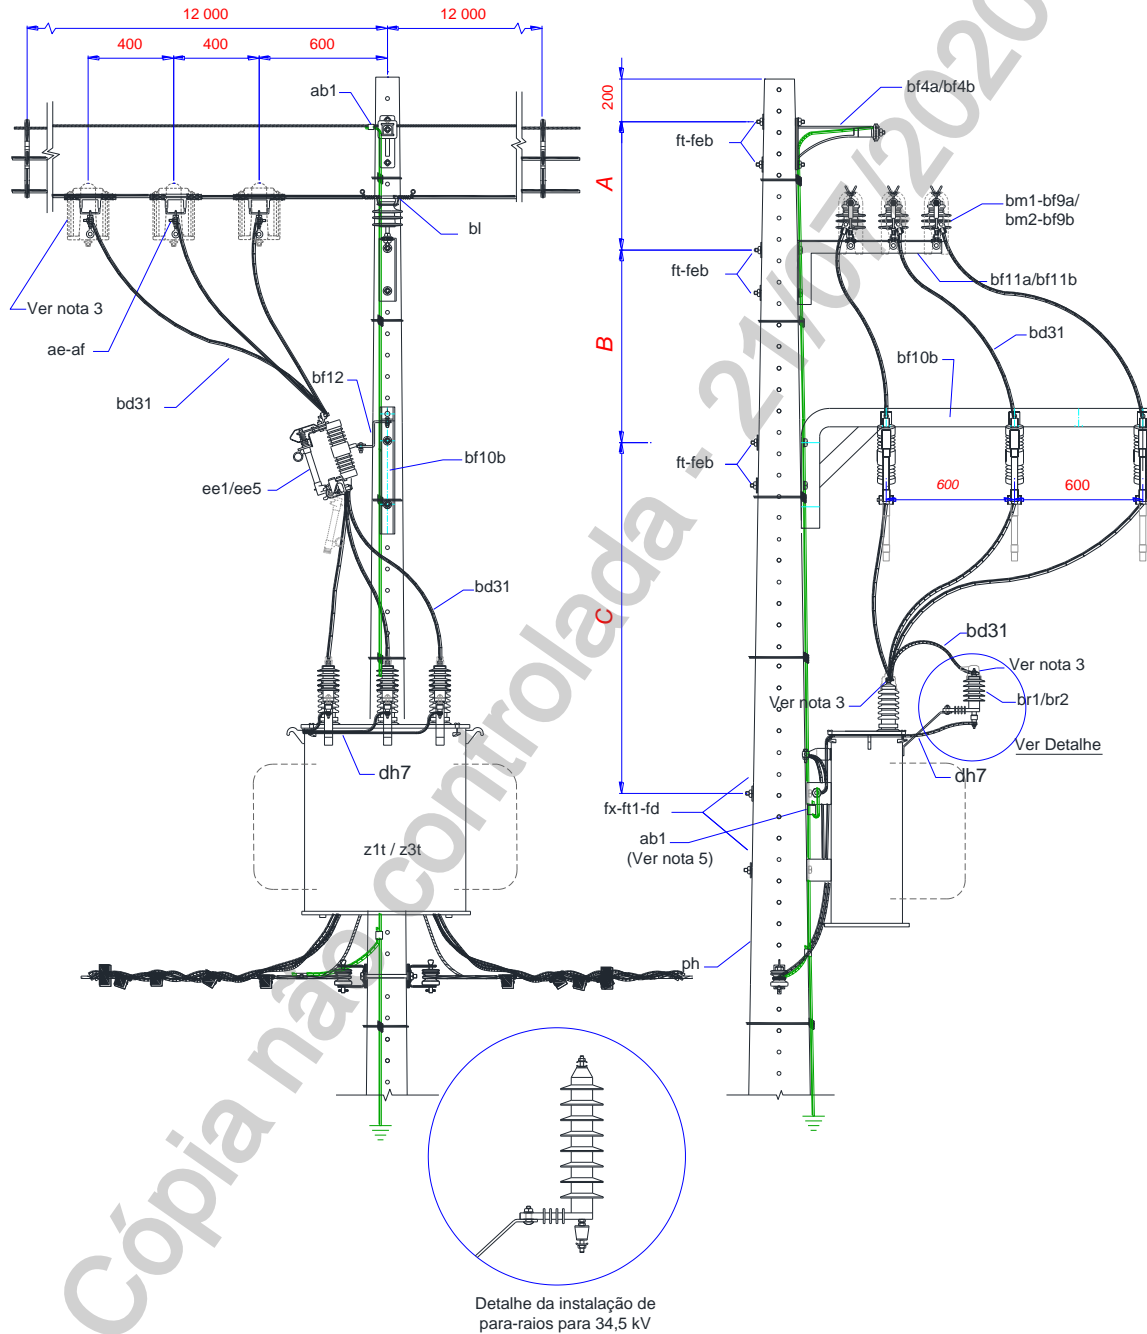 12 000
12 000
400
400
600
ab1
bl
Ver nota 3
ae-af
bd31
bf12
bf10b
ee1/ee5
bd31
dh7
z1t / z3t
200
bf4a/bf4b
ft-feb
A
bm1-bf9a/
bm2-bf9b
ft-feb
bf11a/bf11b
B
bd31
bf10b
ft-feb
600
600
C
bd31
Ver nota 3
Ver nota 3
br1/br2
Ver Detalhe
dh7
fx-ft1-fd
ab1
(Ver nota 5)
ph
Detalhe da instalação de
para-raios para 34,5 kV
Cópia não controlada - 21/07/2020